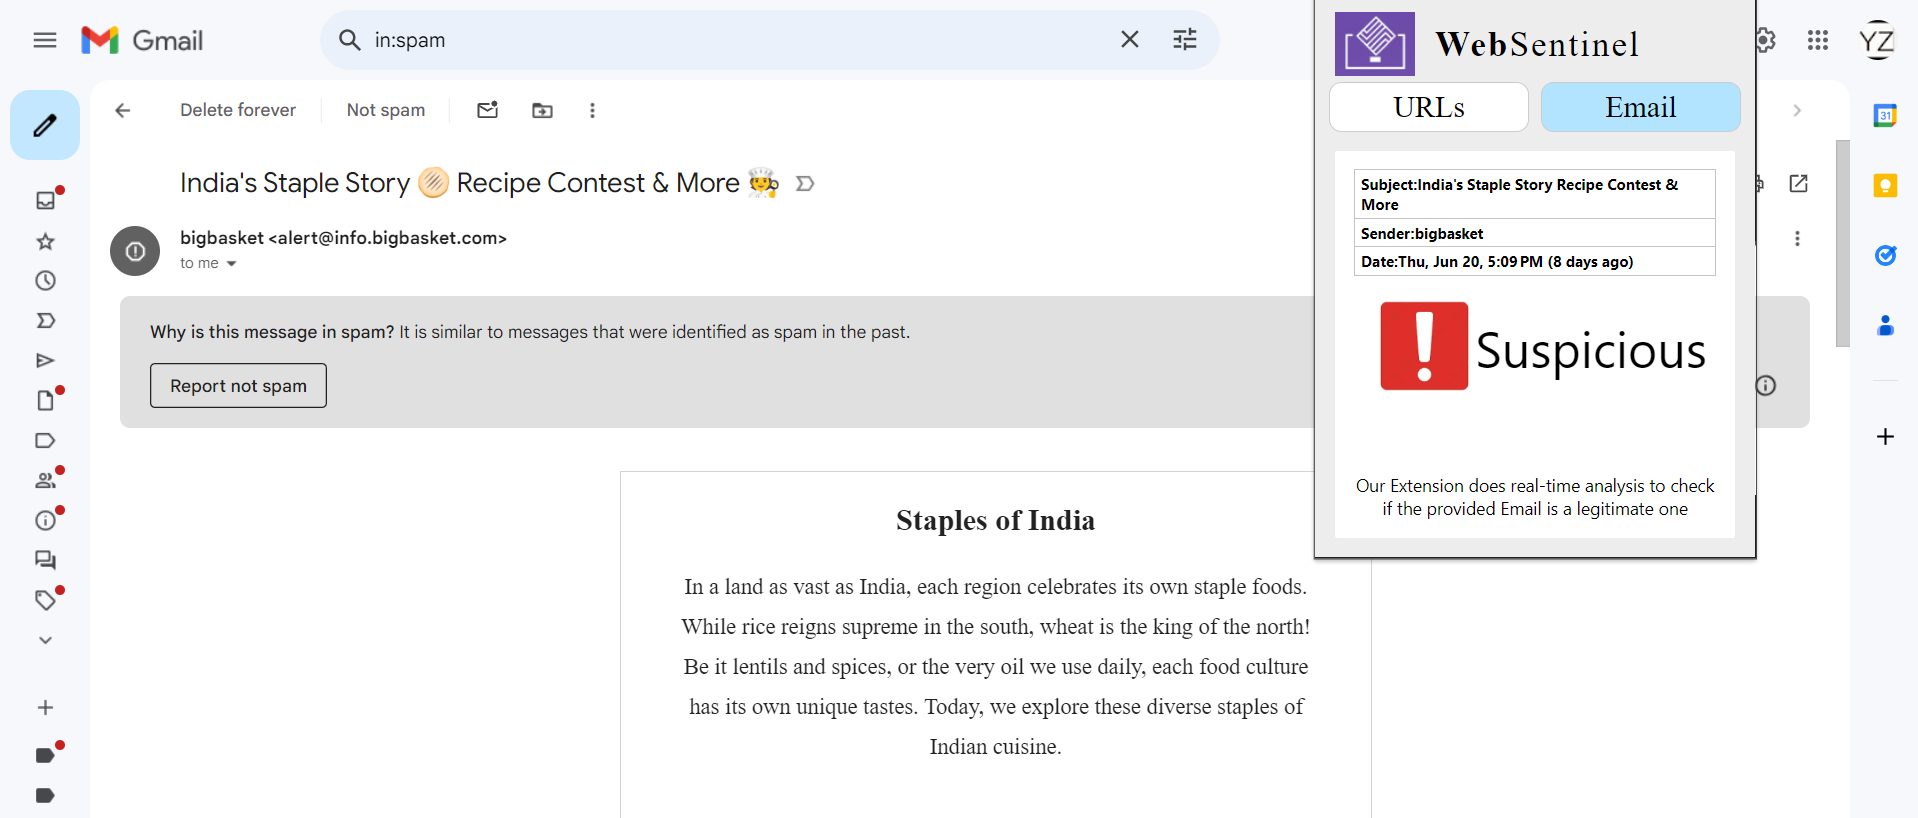 Gmail
in:spam
YZ
Delete forever
Not spam
India's Staple Story 🫓 Recipe Contest & More 🧑‍🍳
bigbasket <alert@info.bigbasket.com>
to me
Why is this message in spam? It is similar to messages that were identified as spam in the past.
Report not spam
Staples of India
In a land as vast as India, each region celebrates its own staple foods.
While rice reigns supreme in the south, wheat is the king of the north!
Be it lentils and spices, or the very oil we use daily, each food culture
has its own unique tastes. Today, we explore these diverse staples of
Indian cuisine.
WebSentinel
URLs
Email
Subject:India's Staple Story Recipe Contest &
More
Sender:bigbasket
Date:Thu, Jun 20, 5:09 PM (8 days ago)
Suspicious
Our Extension does real-time analysis to check
if the provided Email is a legitimate one
31